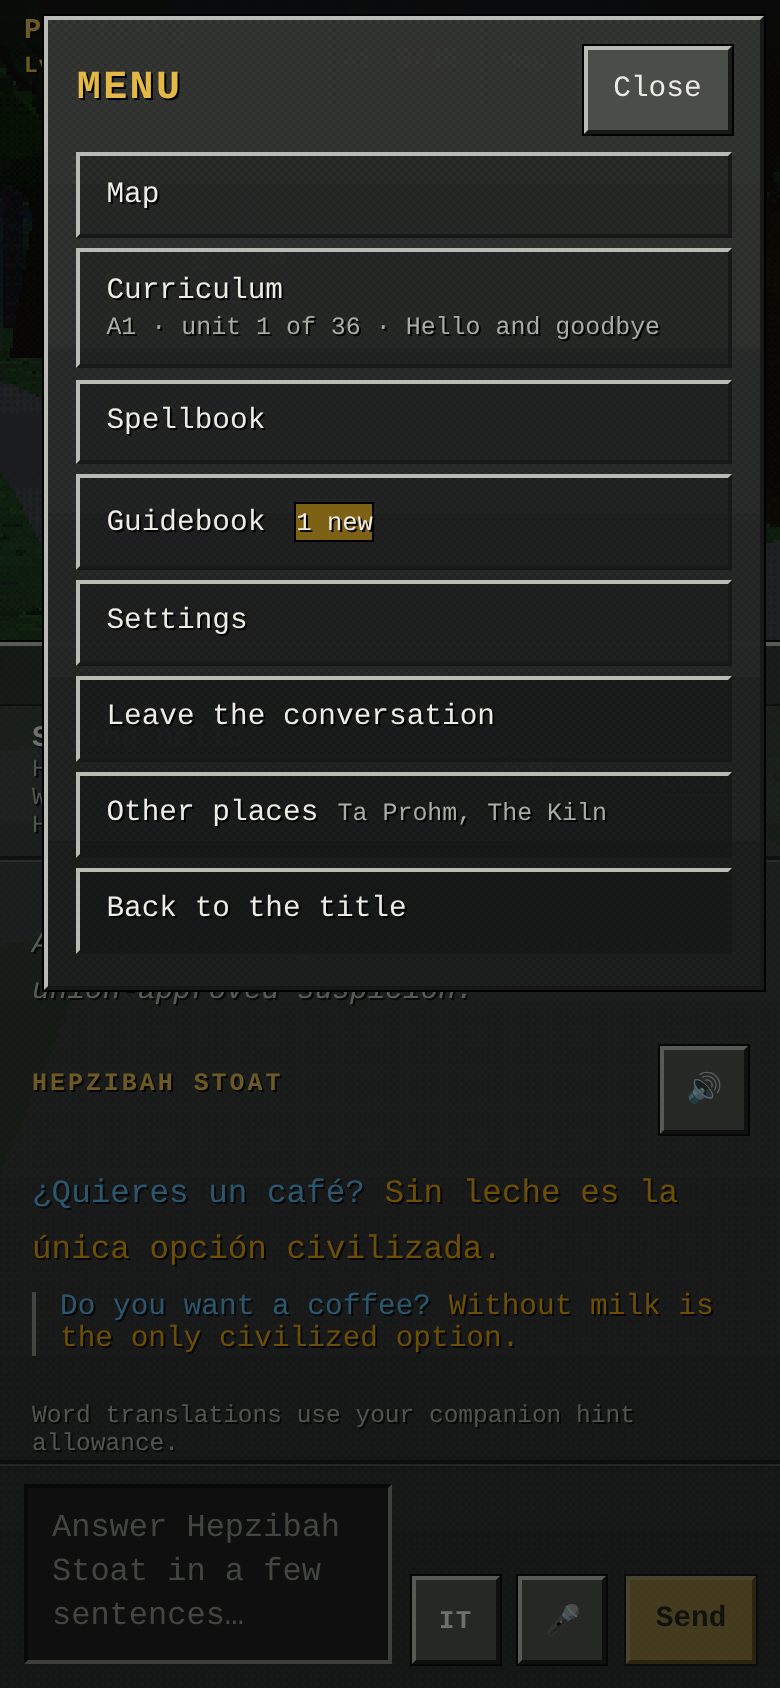 MENU
Close
Map
Curriculum
A1 · unit 1 of 36 · Hello and goodbye
Spellbook
Guidebook 1 new
Settings
Leave the conversation
Other places Ta Prohm, The Kiln
Back to the title
union-approved suspicion.
HEPZIBAH STOAT
¿Quieres un café? Sin leche es la
única opción civilizada.
Do you want a coffee? Without milk is
the only civilized option.
Word translations use your companion hint
allowance.
Answer Hepzibah
Stoat in a few
sentences…
IT
Send